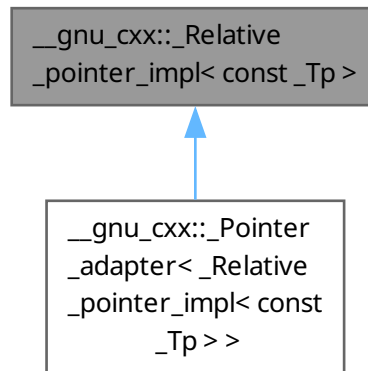 __gnu_cxx::_Relative
_pointer_impl< const _Tp >
__gnu_cxx::_Pointer
_adapter< _Relative
_pointer_impl< const
_Tp > >